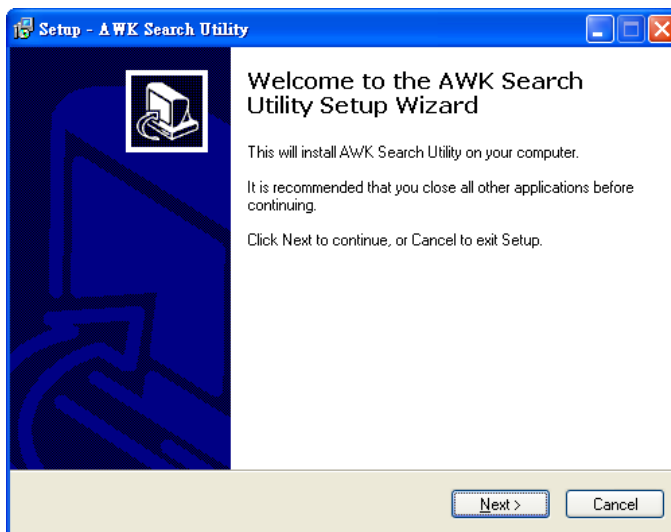 Setup - AWK Search Utility
Welcome to the AWK Search
Utility Setup Wizard
This will install AWK Search Utility on your computer.
It is recommended that you close all other applications before
continuing.
Click Next to continue, or Cancel to exit Setup.
Next >
Cancel